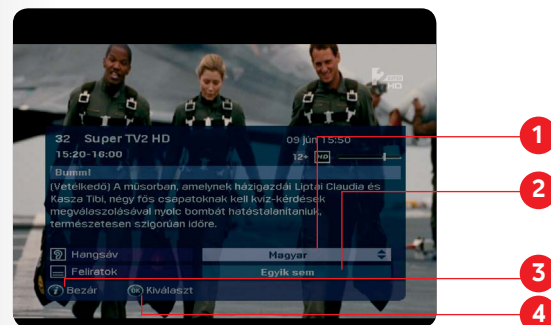 2
HD
32 Super TV2 HD
09 jún 15:50
15:20-16:00
12+ HD
Bumm!
(Vetélkedő) A műsorban, amelynek házigazdái Liptai Claudia és
Kasza Tibi, négy fős csapatoknak kell kvíz-kérdések
megválaszolásával nyolc bombát hatástalanítaniuk,
természetesen szigorúan időre.
Hangsáv
Magyar
Feliratok
Egyik sem
i Bezár
OK Kiválaszt
1
2
3
4